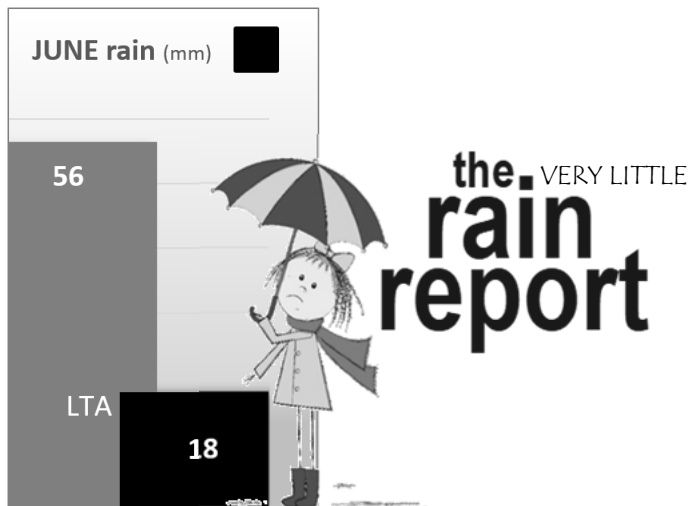 JUNE rain (mm)
56
LTA
18
the VERY LITTLE
rain
report